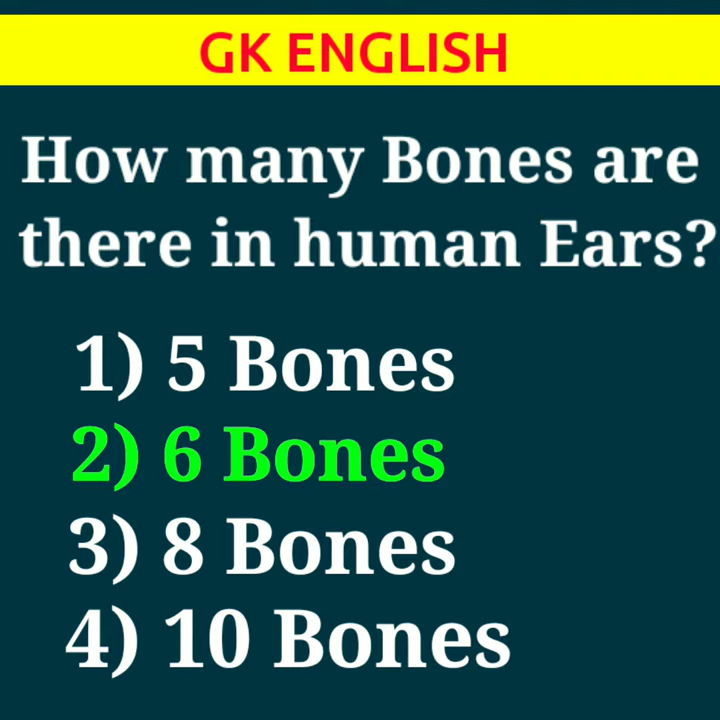 GK ENGLISH
How many Bones are
there in human Ears?
1) 5 Bones
2) 6 Bones
3) 8 Bones
4) 10 Bones